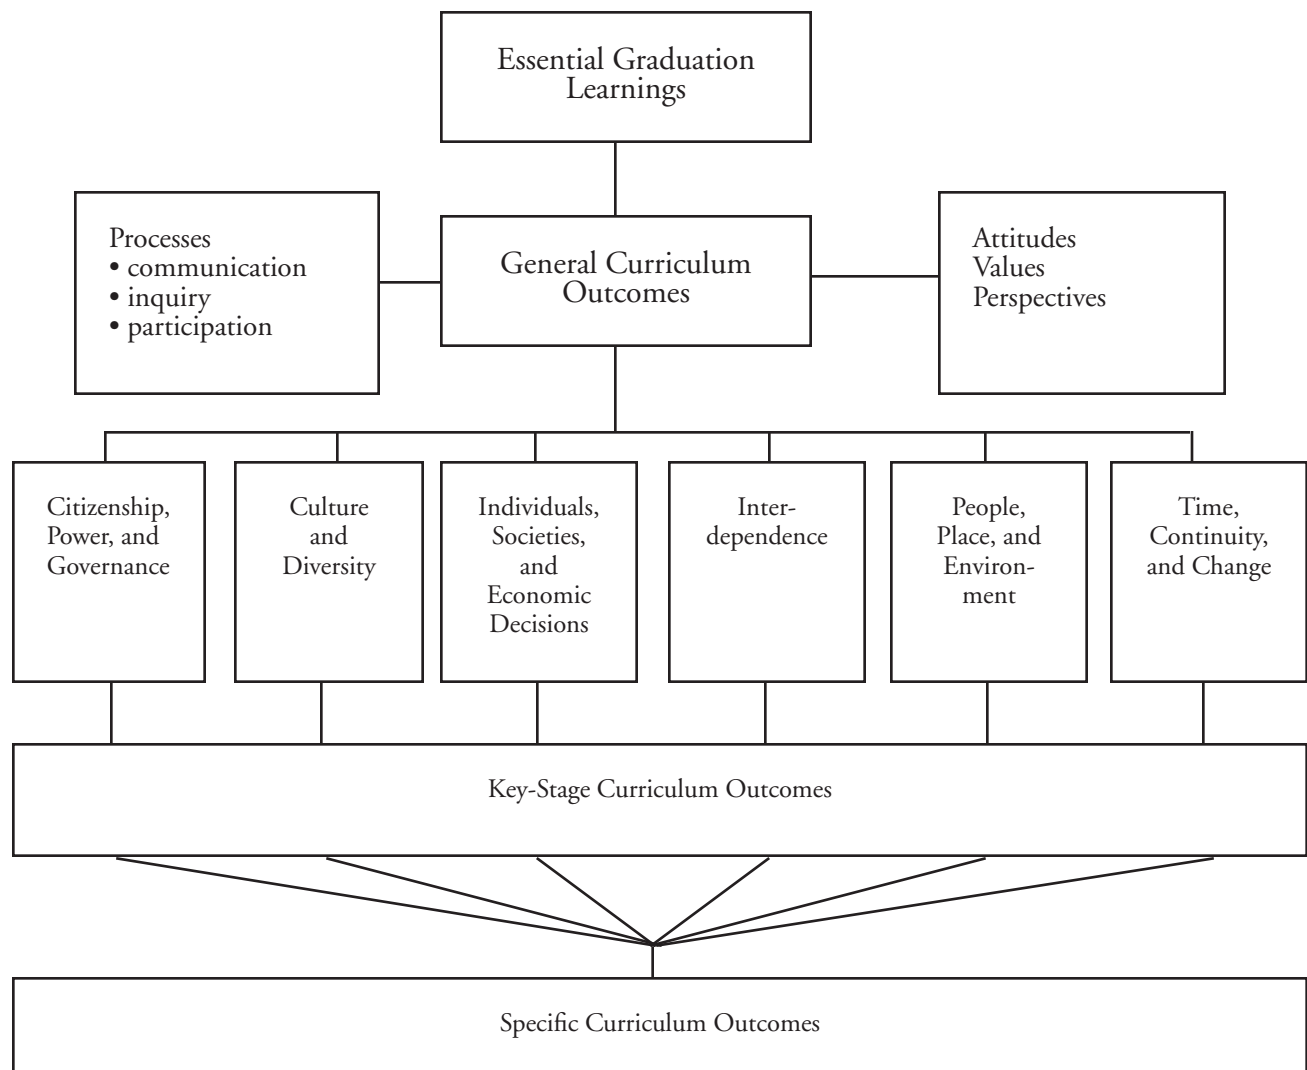 Essential Graduation
Learnings
Processes
• communication
• inquiry
• participation
General Curriculum
Outcomes
Attitudes
Values
Perspectives
Citizenship,
Power, and
Governance
Culture
and
Diversity
Individuals,
Societies,
and
Economic
Decisions
Inter-
dependence
People,
Place, and
Environ-
ment
Time,
Continuity,
and Change
Key-Stage Curriculum Outcomes
Specific Curriculum Outcomes